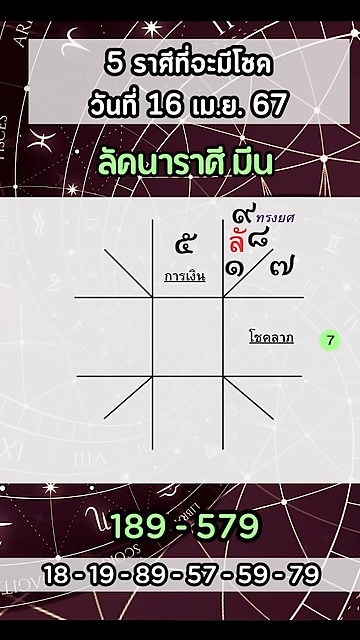 5 ราศีที่จะมีโชค
วันที่ 16 เม.ย. 67
PISCES
ลัคนาราศี มีน
๙ ทรงยศ
๕ ลั ๘
๑ ๗
การเงิน
โชคลาภ
7
189 - 579
18 - 19 - 89 - 57 - 59 - 79